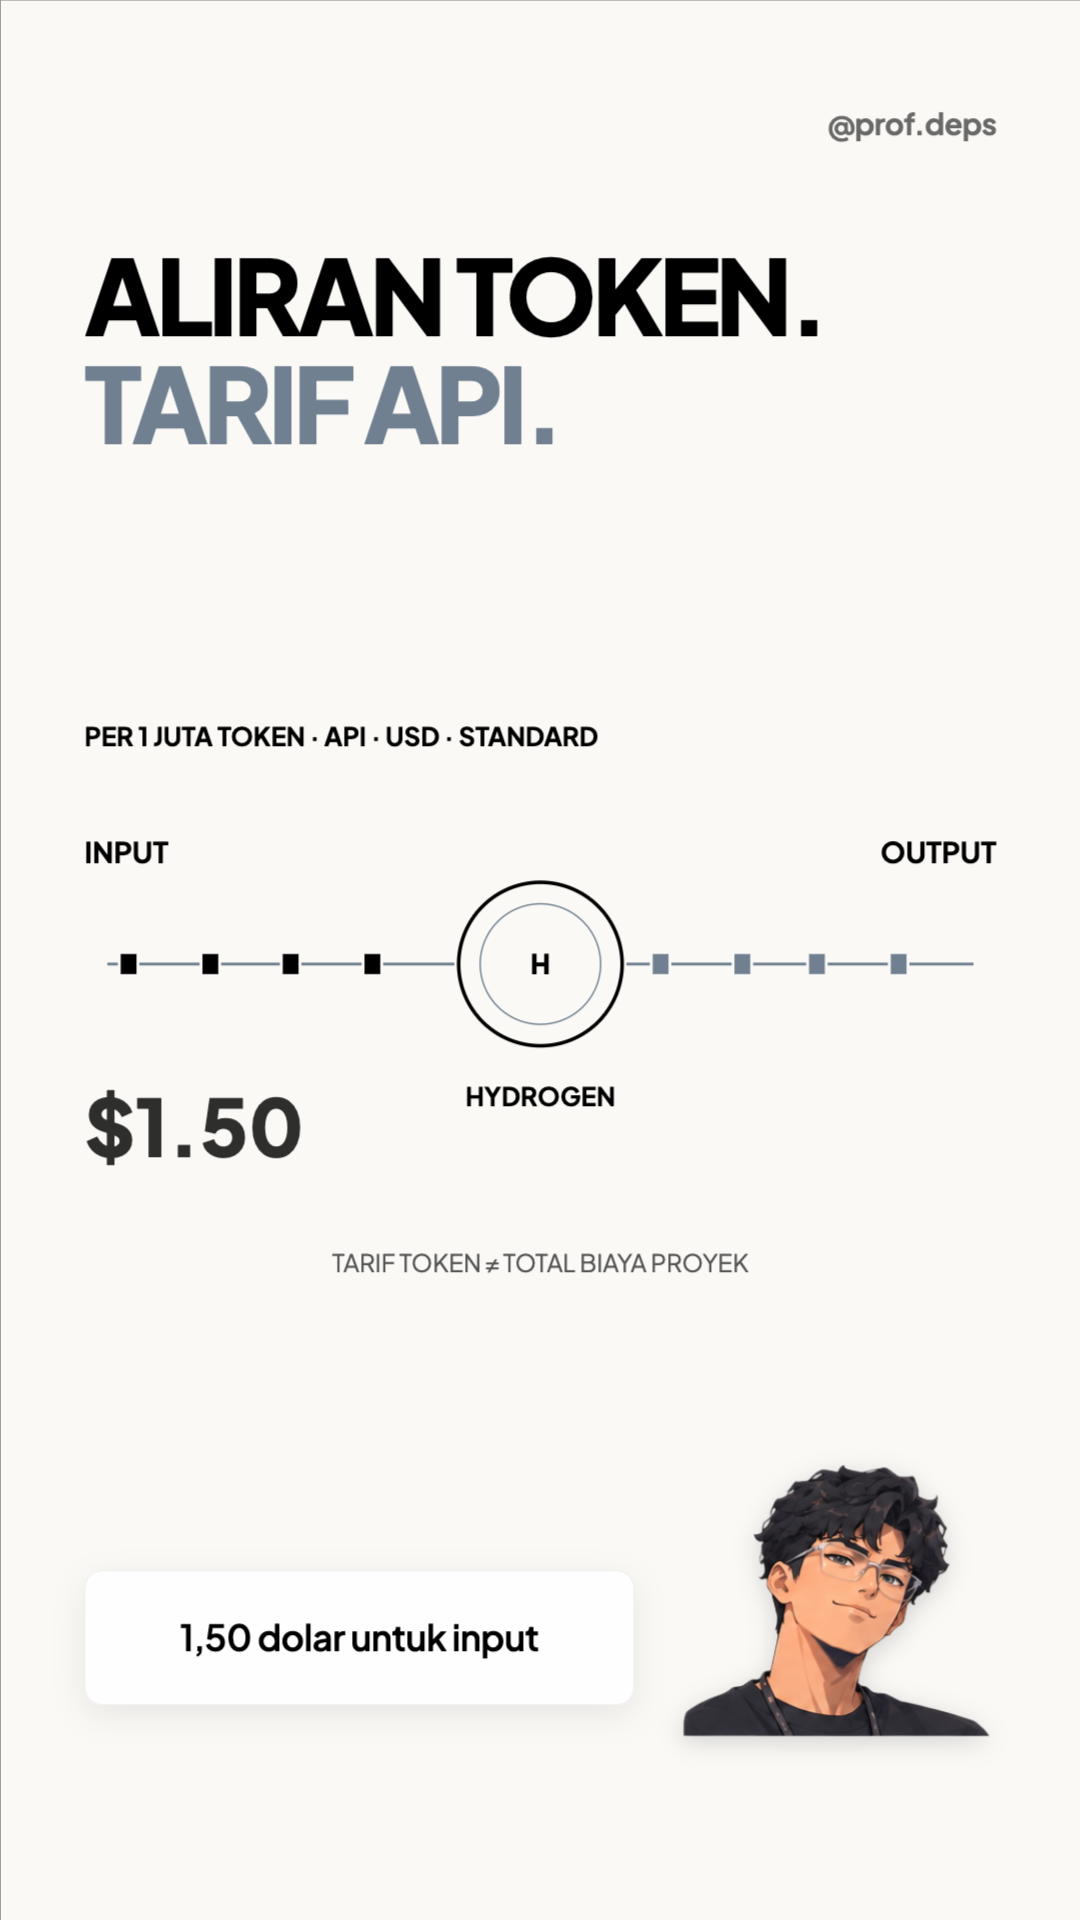 @prof.deps
ALIRAN TOKEN.
TARIF API.
PER 1 JUTA TOKEN · API · USD · STANDARD
INPUT
OUTPUT
H
HYDROGEN
$1.50
TARIF TOKEN ≠ TOTAL BIAYA PROYEK
1,50 dolar untuk input